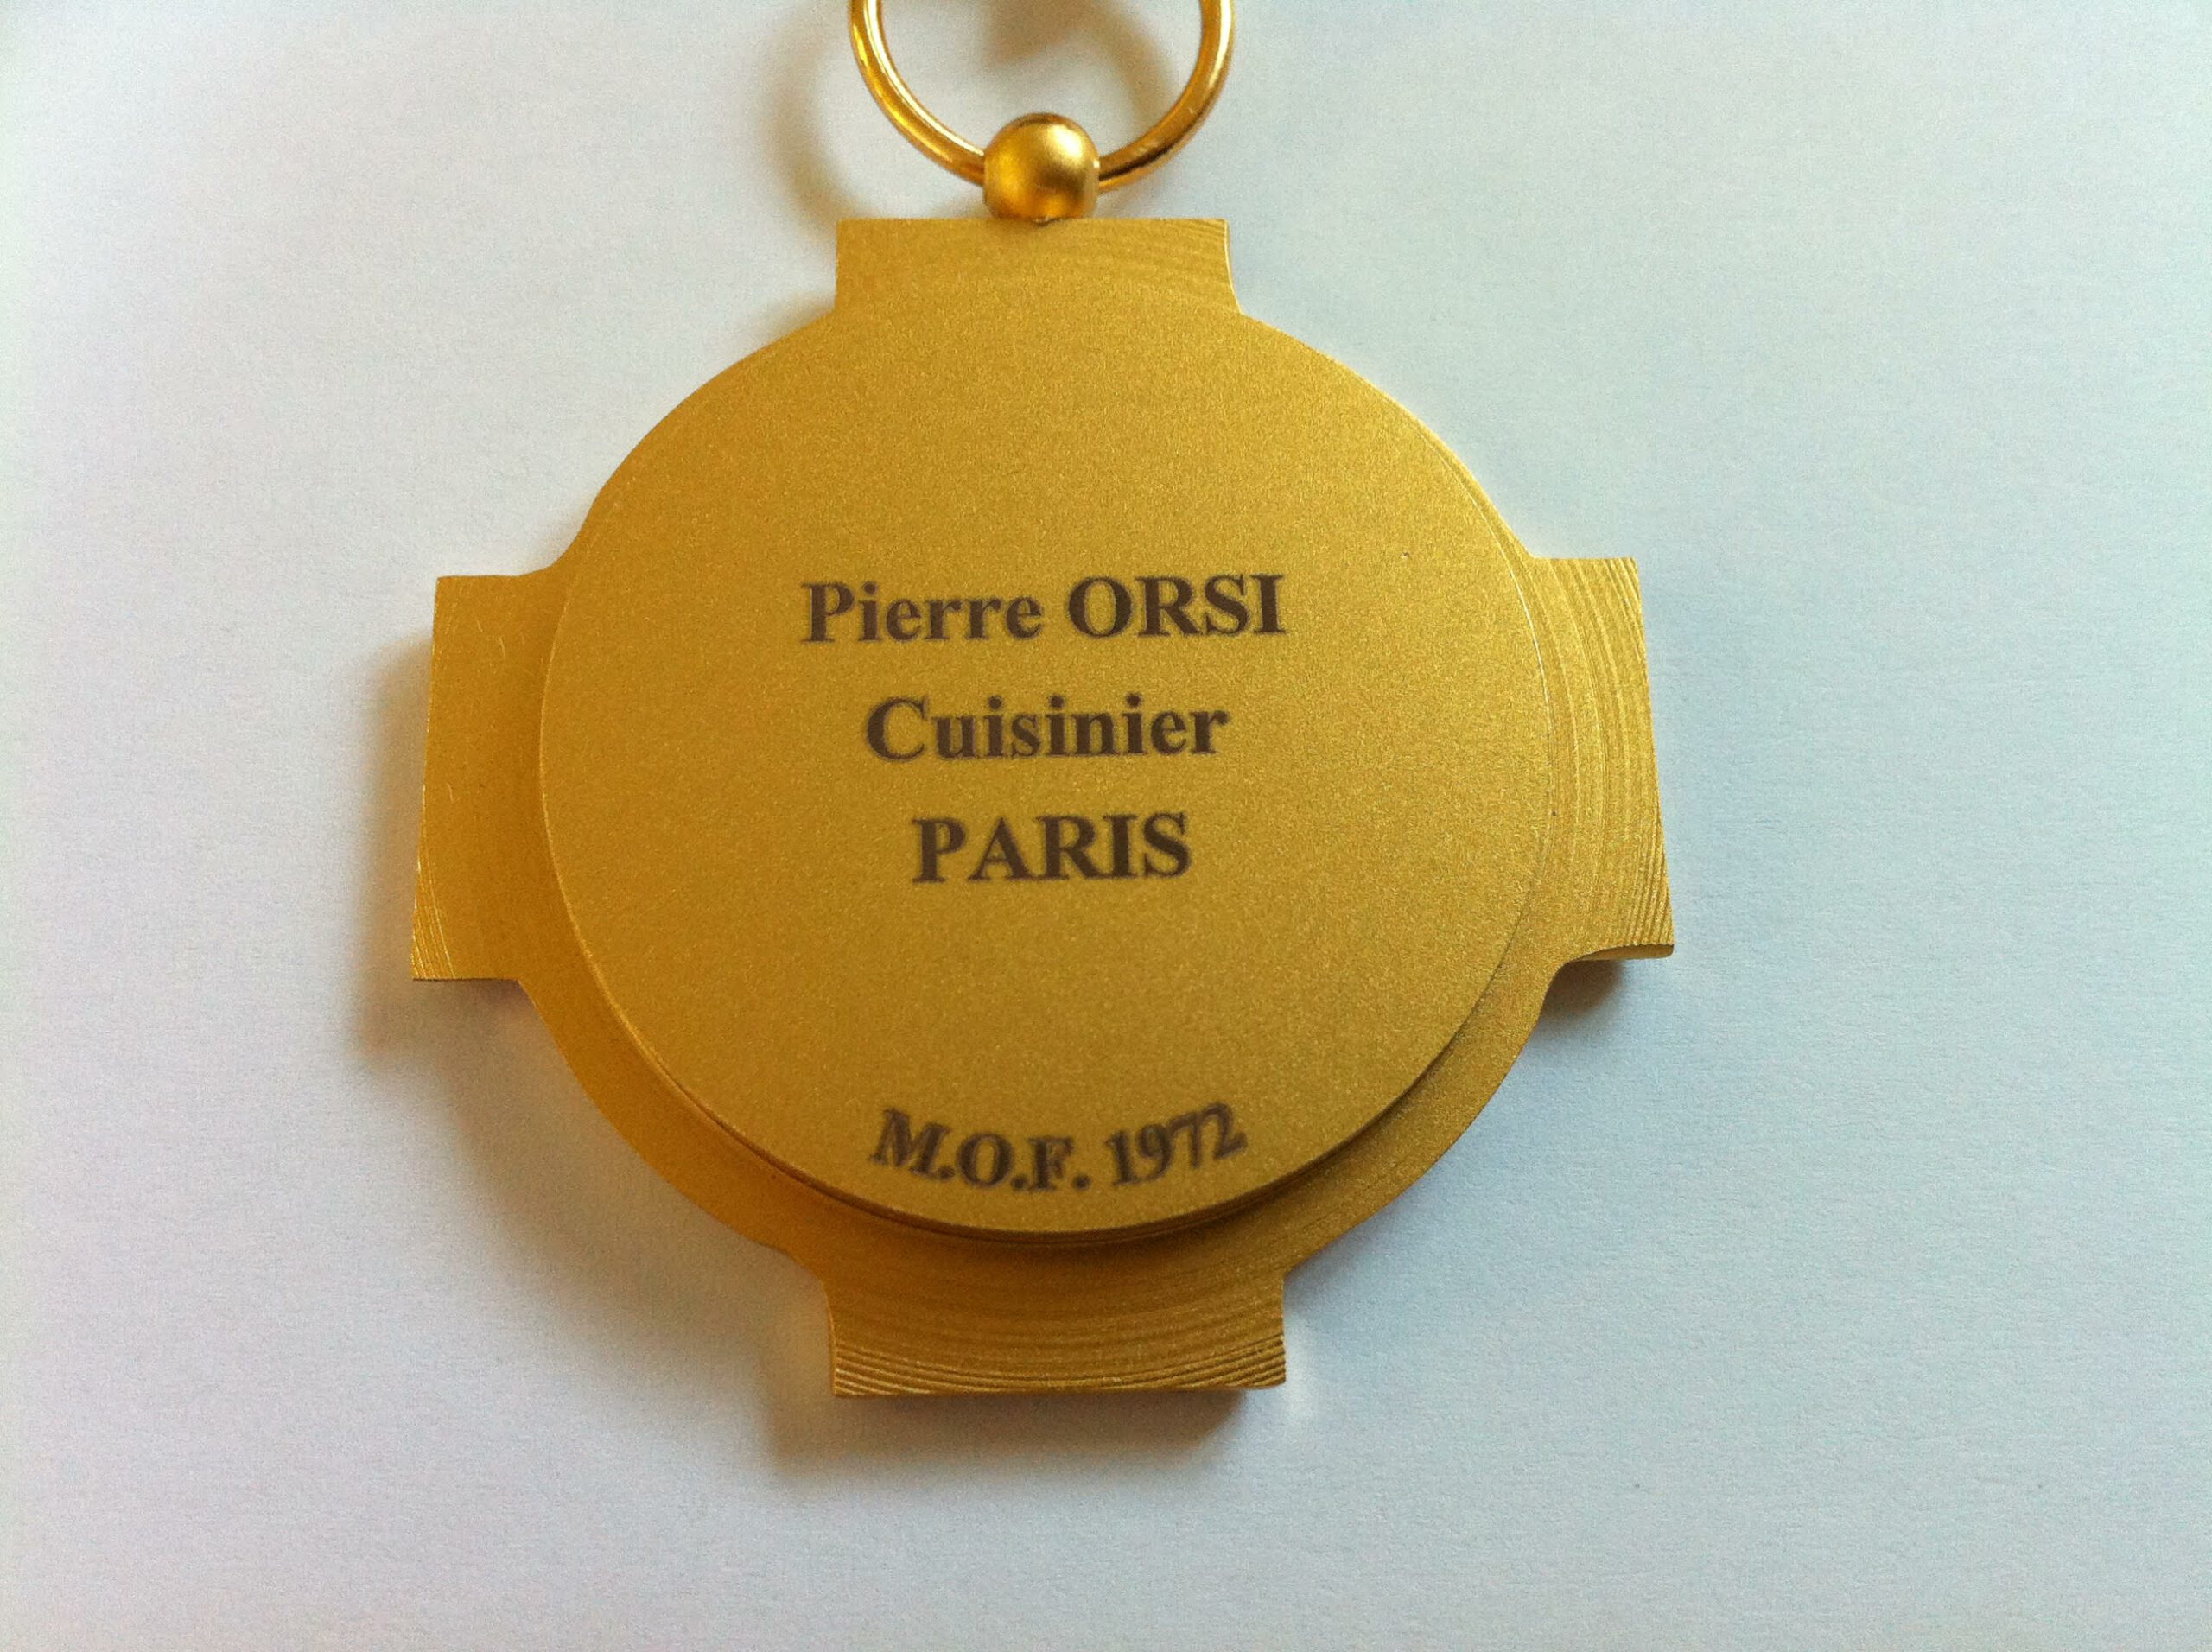 Pierre ORSI
Cuisinier
PARIS
M.O.F. 1972